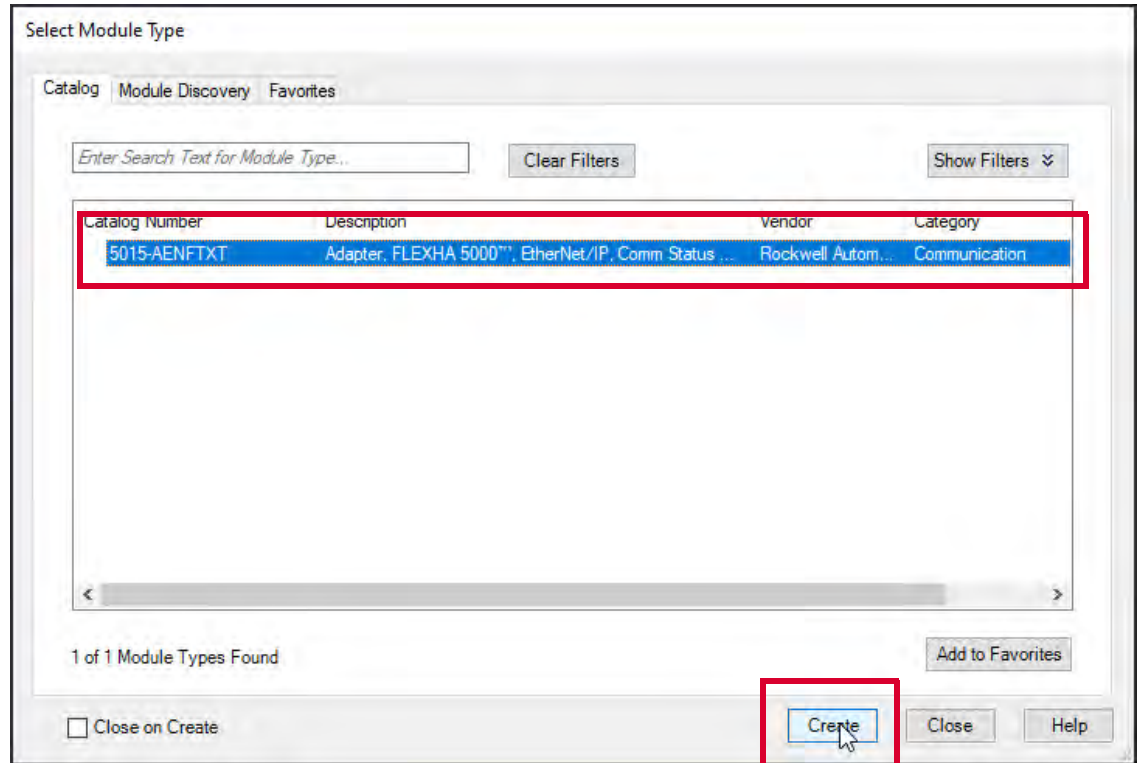 Select Module Type
Catalog Module Discovery Favorites
Enter Search Text for Module Type... Clear Filters Show Filters
Catalog Number Description Vendor Category
5015-AENFTXT Adapter, FLEXHA 5000™, EtherNet/IP, Comm Status ... Rockwell Autom... Communication
1 of 1 Module Types Found Add to Favorites
Close on Create Create Close Help